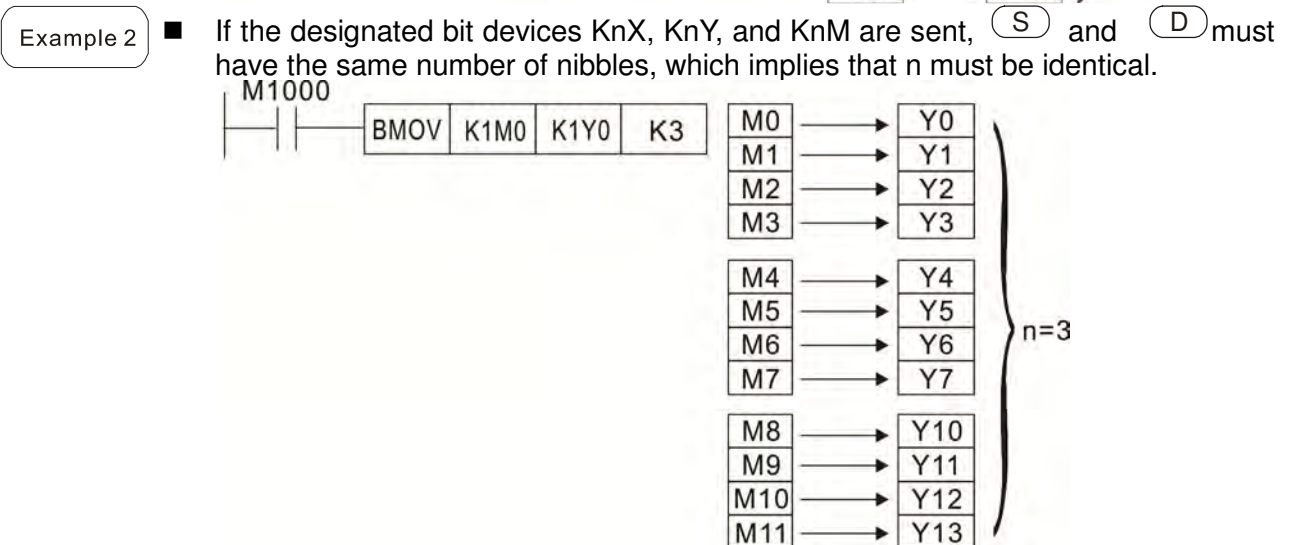 Example 2 ■ If the designated bit devices KnX, KnY, and KnM are sent, S and D must
have the same number of nibbles, which implies that n must be identical.
M1000
BMOV K1M0 K1Y0 K3
M0 Y0
M1 Y1
M2 Y2
M3 Y3
M4 Y4
M5 Y5
M6 Y6
M7 Y7
n=3
M8 Y10
M9 Y11
M10 Y12
M11 Y13